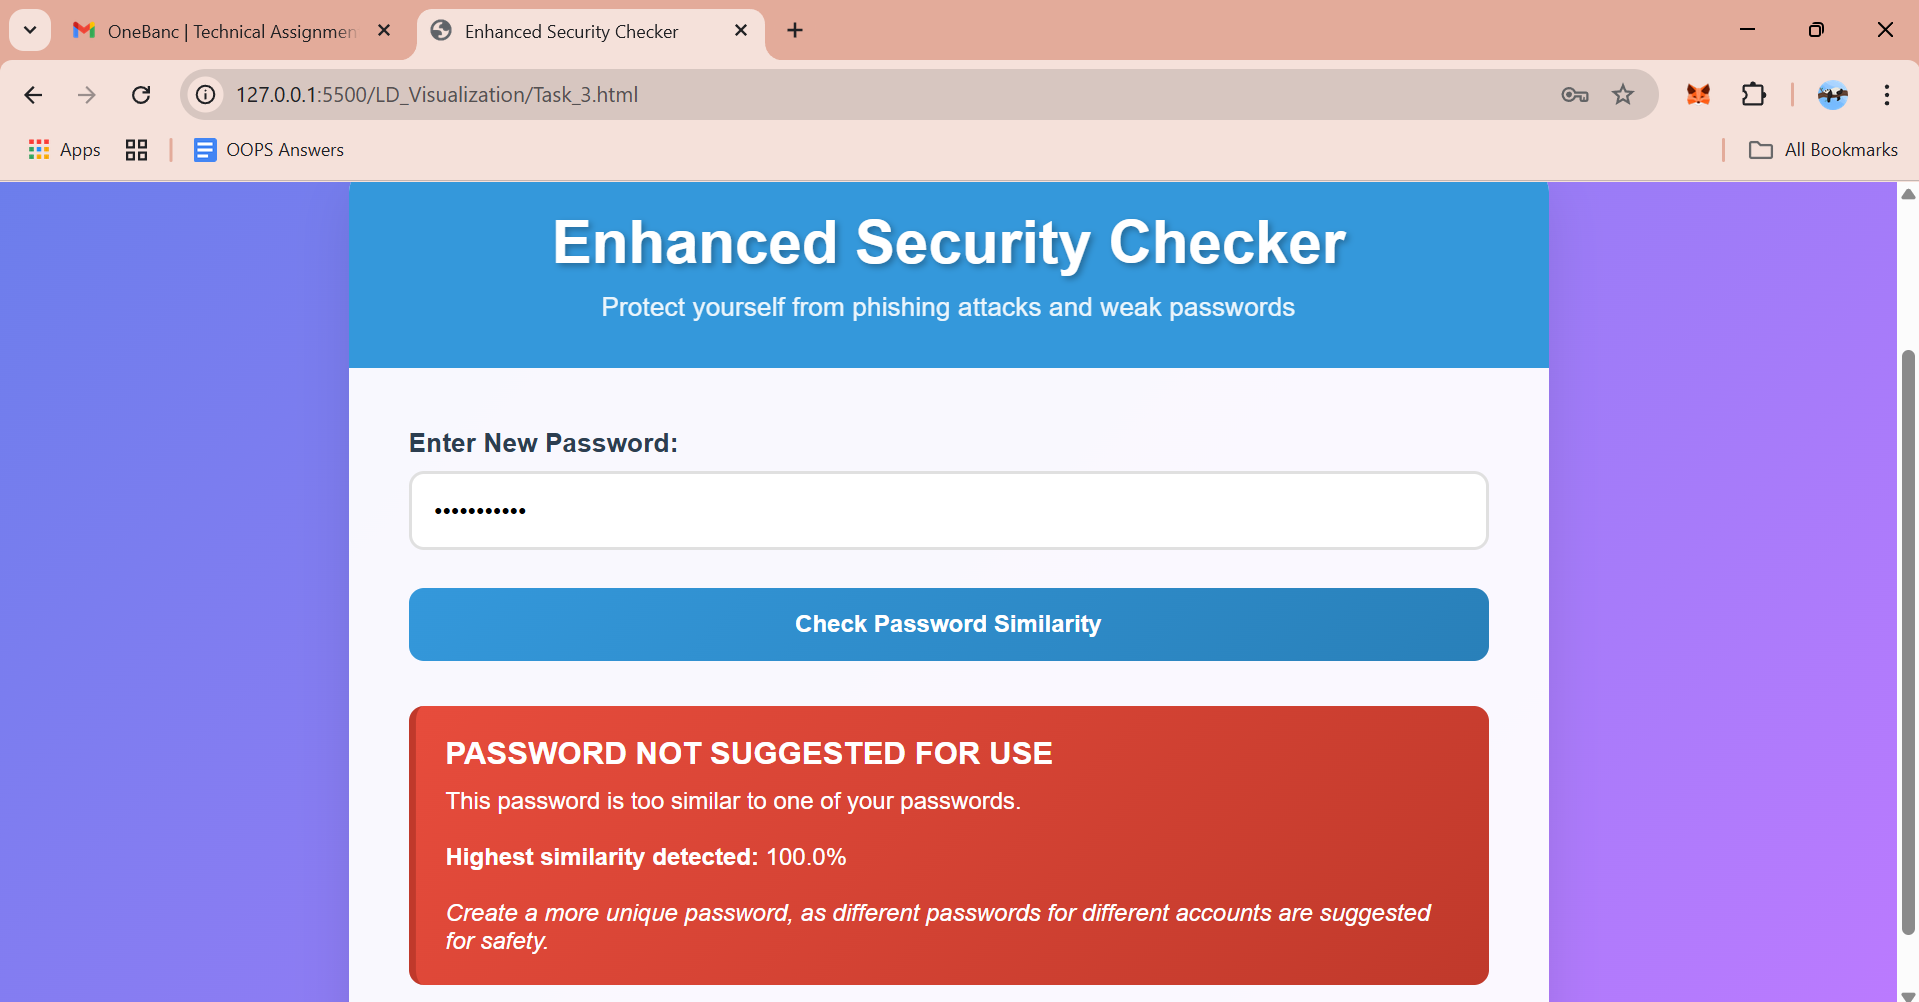 OneBanc | Technical Assignmen
Enhanced Security Checker
127.0.0.1:5500/LD_Visualization/Task_3.html
Apps
OOPS Answers
All Bookmarks
Enhanced Security Checker
Protect yourself from phishing attacks and weak passwords
Enter New Password:
•••••••••••
Check Password Similarity
PASSWORD NOT SUGGESTED FOR USE
This password is too similar to one of your passwords.
Highest similarity detected: 100.0%
Create a more unique password, as different passwords for different accounts are suggested
for safety.